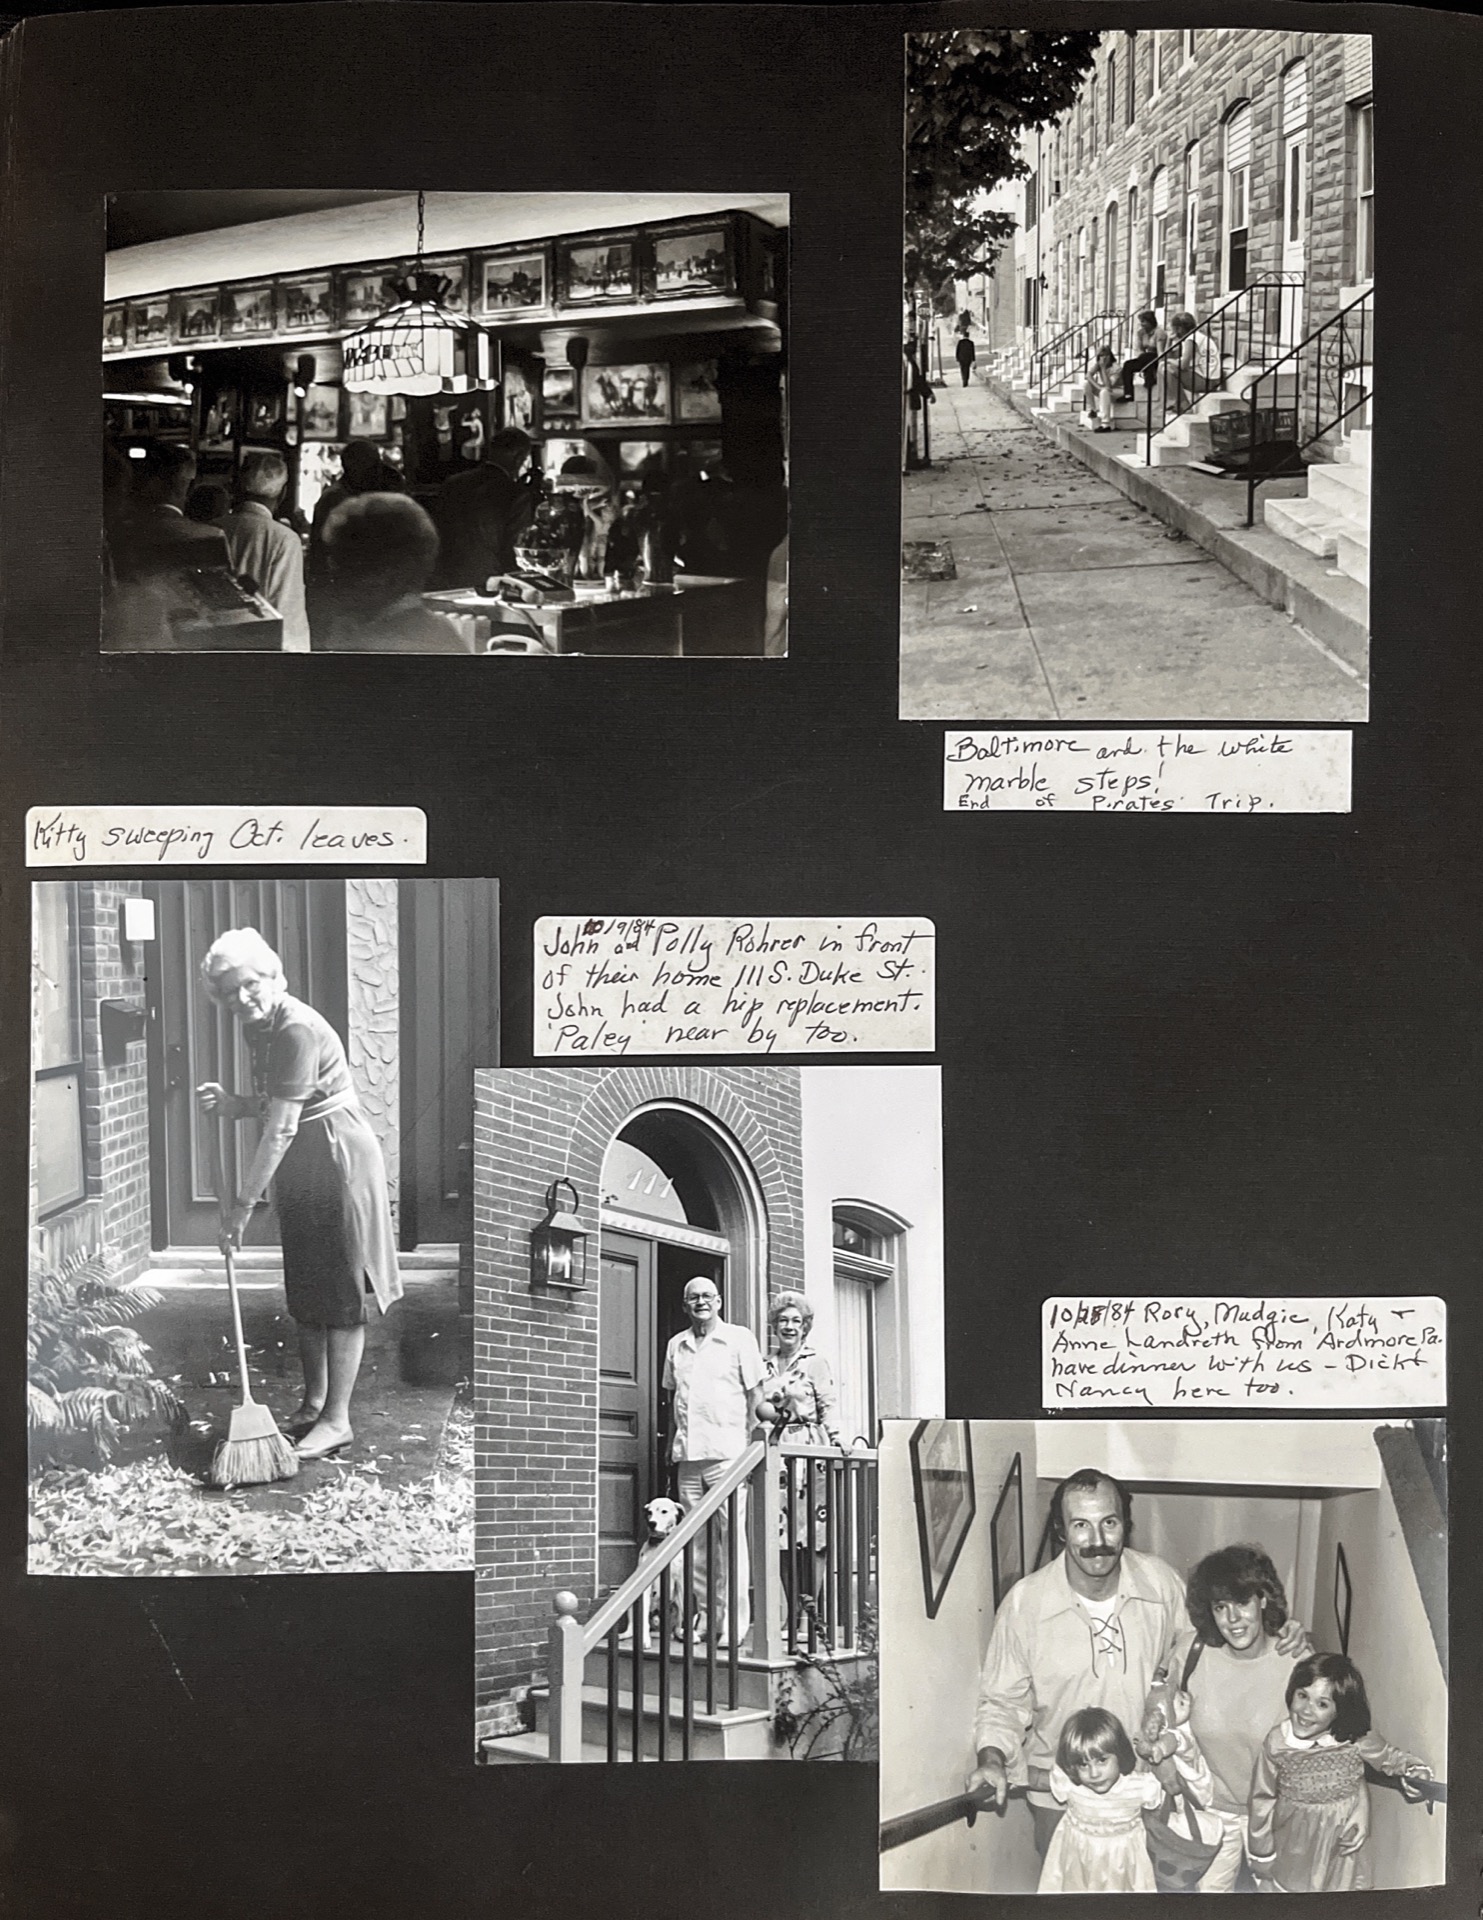 Baltimore and the white
marble steps!
End of Pirates' Trip.
Kitty sweeping Oct. leaves.
10/9/84
John and Polly Rohrer in front
of their home 111 S. Duke St.
John had a hip replacement.
'Paley' near by too.
111
10/28/84 Rory, Mudgie, Katy +
Anne Landreth from Ardmore, Pa.
have dinner with us - Dick +
Nancy here too.